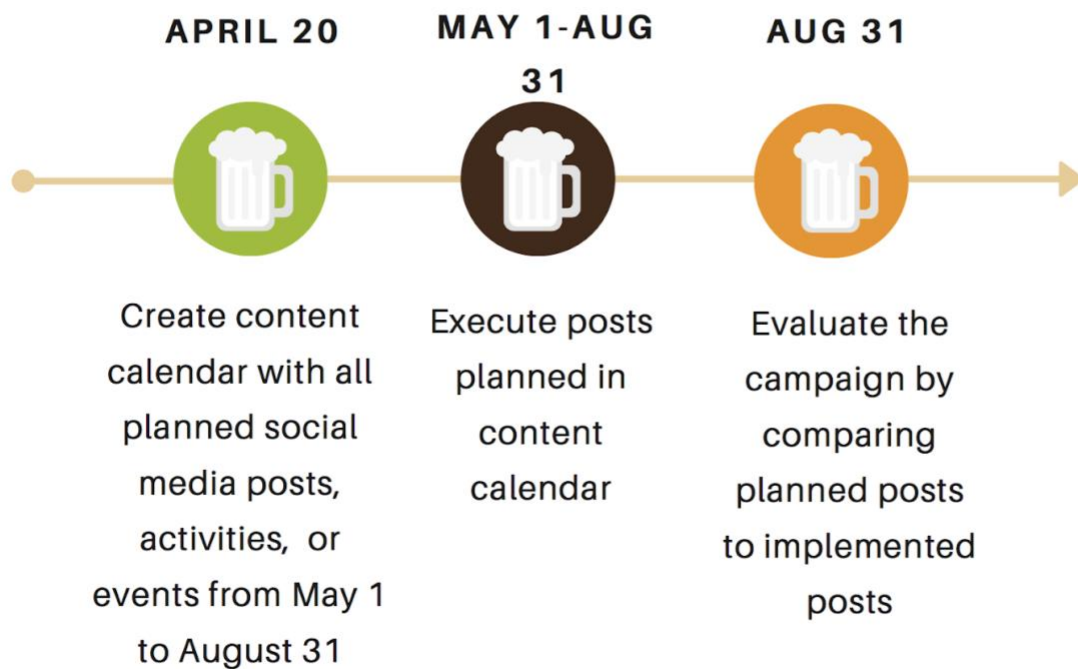 APRIL 20
Create content
calendar with all
planned social
media posts,
activities, or
events from May 1
to August 31
MAY 1-AUG
31
Execute posts
planned in
content
calendar
AUG 31
Evaluate the
campaign by
comparing
planned posts
to implemented
posts